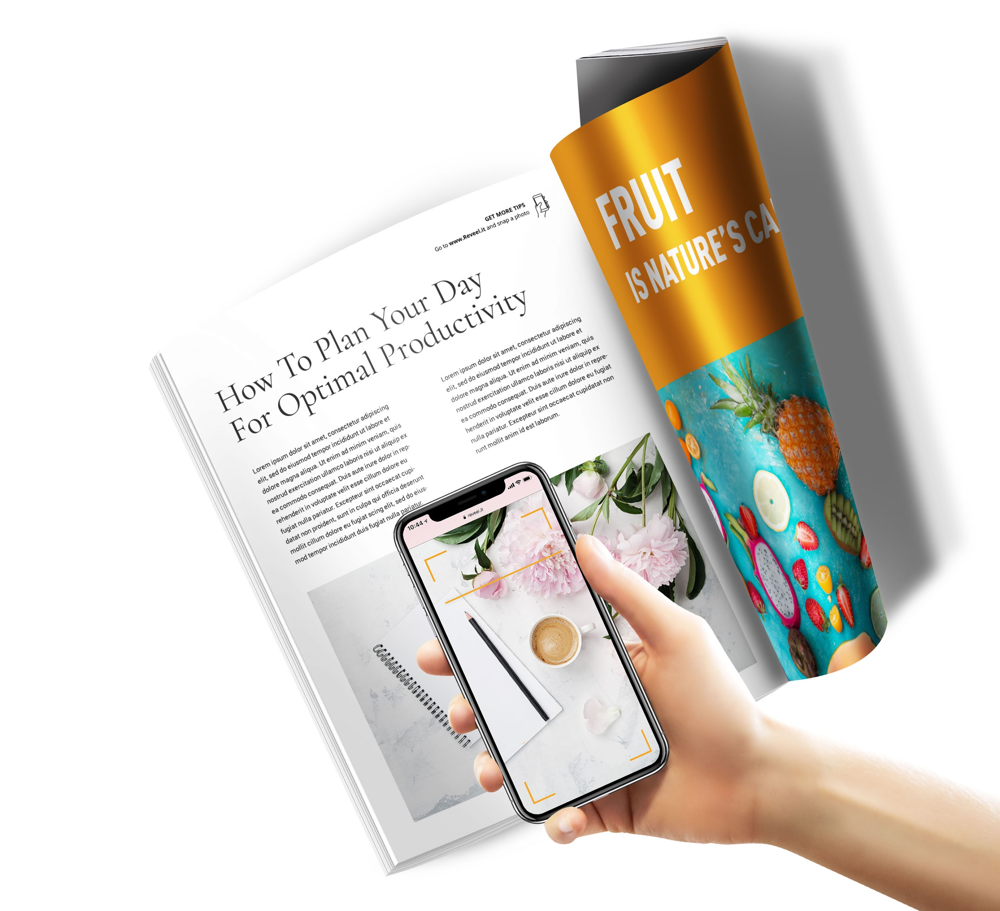 GET MORE TIPS
Go to www.Reveel.it and snap a photo
How To Plan Your Day
For Optimal Productivity
Lorem ipsum dolor sit amet, consectetur adipiscing
elit, sed do eiusmod tempor incididunt ut labore et
dolore magna aliqua. Ut enim ad minim veniam, quis
nostrud exercitation ullamco laboris nisi ut aliquip ex
ea commodo consequat. Duis aute irure dolor in rep-
rehenderit in voluptate velit esse cillum dolore eu
fugiat nulla pariatur. Excepteur sint occaecat cupi-
datat non proident, sunt in culpa qui officia deserunt
mollit cillum dolore eu fugiat scing elit, sed do eius-
mod tempor incididunt duis fugiat nulla pariatur.
Lorem ipsum dolor sit amet, consectetur adipiscing
elit, sed do eiusmod tempor incididunt ut labore et
dolore magna aliqua. Ut enim ad minim veniam, quis
nostrud exercitation ullamco laboris nisi ut aliquip ex
ea commodo consequat. Duis aute irure dolor in repre-
henderit in voluptate velit esse cillum dolore eu fugiat
nulla pariatur. Excepteur sint occaecat cupidatat non
runt mollit anim id est laborum.
FRUIT
IS NATURE'S CA
10:44
reveel.it